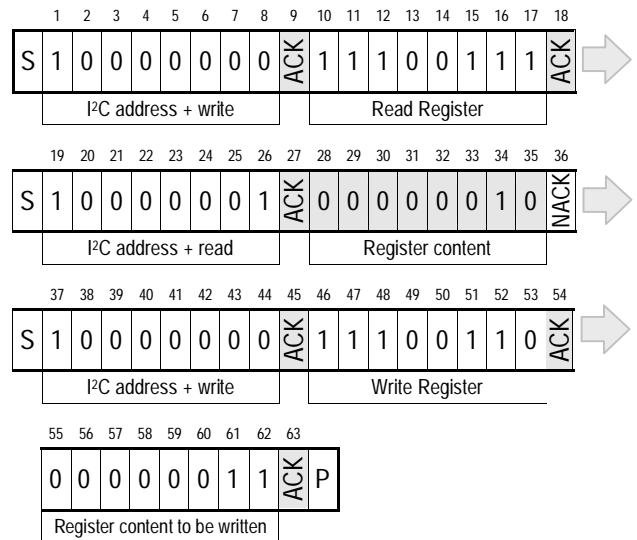 1 2 3 4 5 6 7 8 9 10 11 12 13 14 15 16 17 18
S 1 0 0 0 0 0 0 0 ACK 1 1 1 0 0 1 1 1 ACK
I²C address + write Read Register
19 20 21 22 23 24 25 26 27 28 29 30 31 32 33 34 35 36
S 1 0 0 0 0 0 0 1 ACK 0 0 0 0 0 0 1 0 NACK
I²C address + read Register content
37 38 39 40 41 42 43 44 45 46 47 48 49 50 51 52 53 54
S 1 0 0 0 0 0 0 0 ACK 1 1 1 0 0 1 1 0 ACK
I²C address + write Write Register
55 56 57 58 59 60 61 62 63
0 0 0 0 0 0 1 1 ACK P
Register content to be written